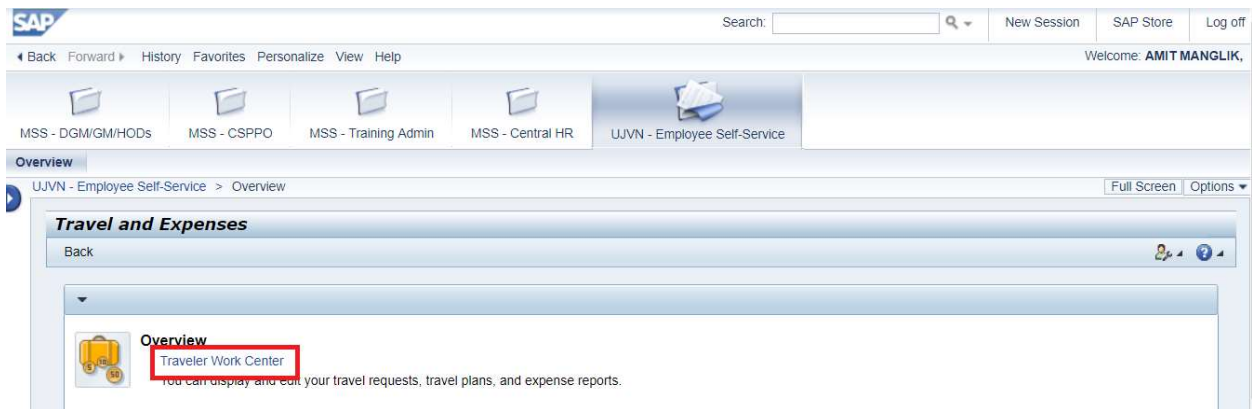 SAP
Search:
New Session
SAP Store
Log off
Back Forward History Favorites Personalize View Help
Welcome: AMIT MANGLIK,
MSS - DGM/GM/HODs
MSS - CSPPO
MSS - Training Admin
MSS - Central HR
UJVN - Employee Self-Service
Overview
UJVN - Employee Self-Service > Overview
Full Screen
Options
Travel and Expenses
Back
Overview
Traveler Work Center
You can display and edit your travel requests, travel plans, and expense reports.
5 10 50